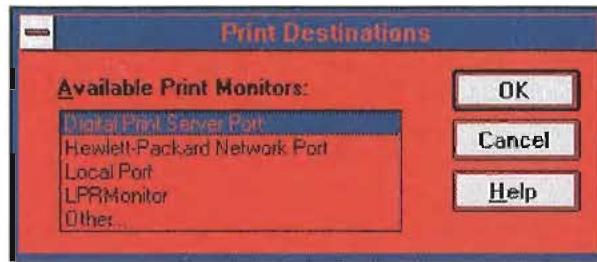 Print Destinations
Available Print Monitors:
Digital Print Server Port
Hewlett-Packard Network Port
Local Port
LPRMonitor
Other...
OK
Cancel
Help